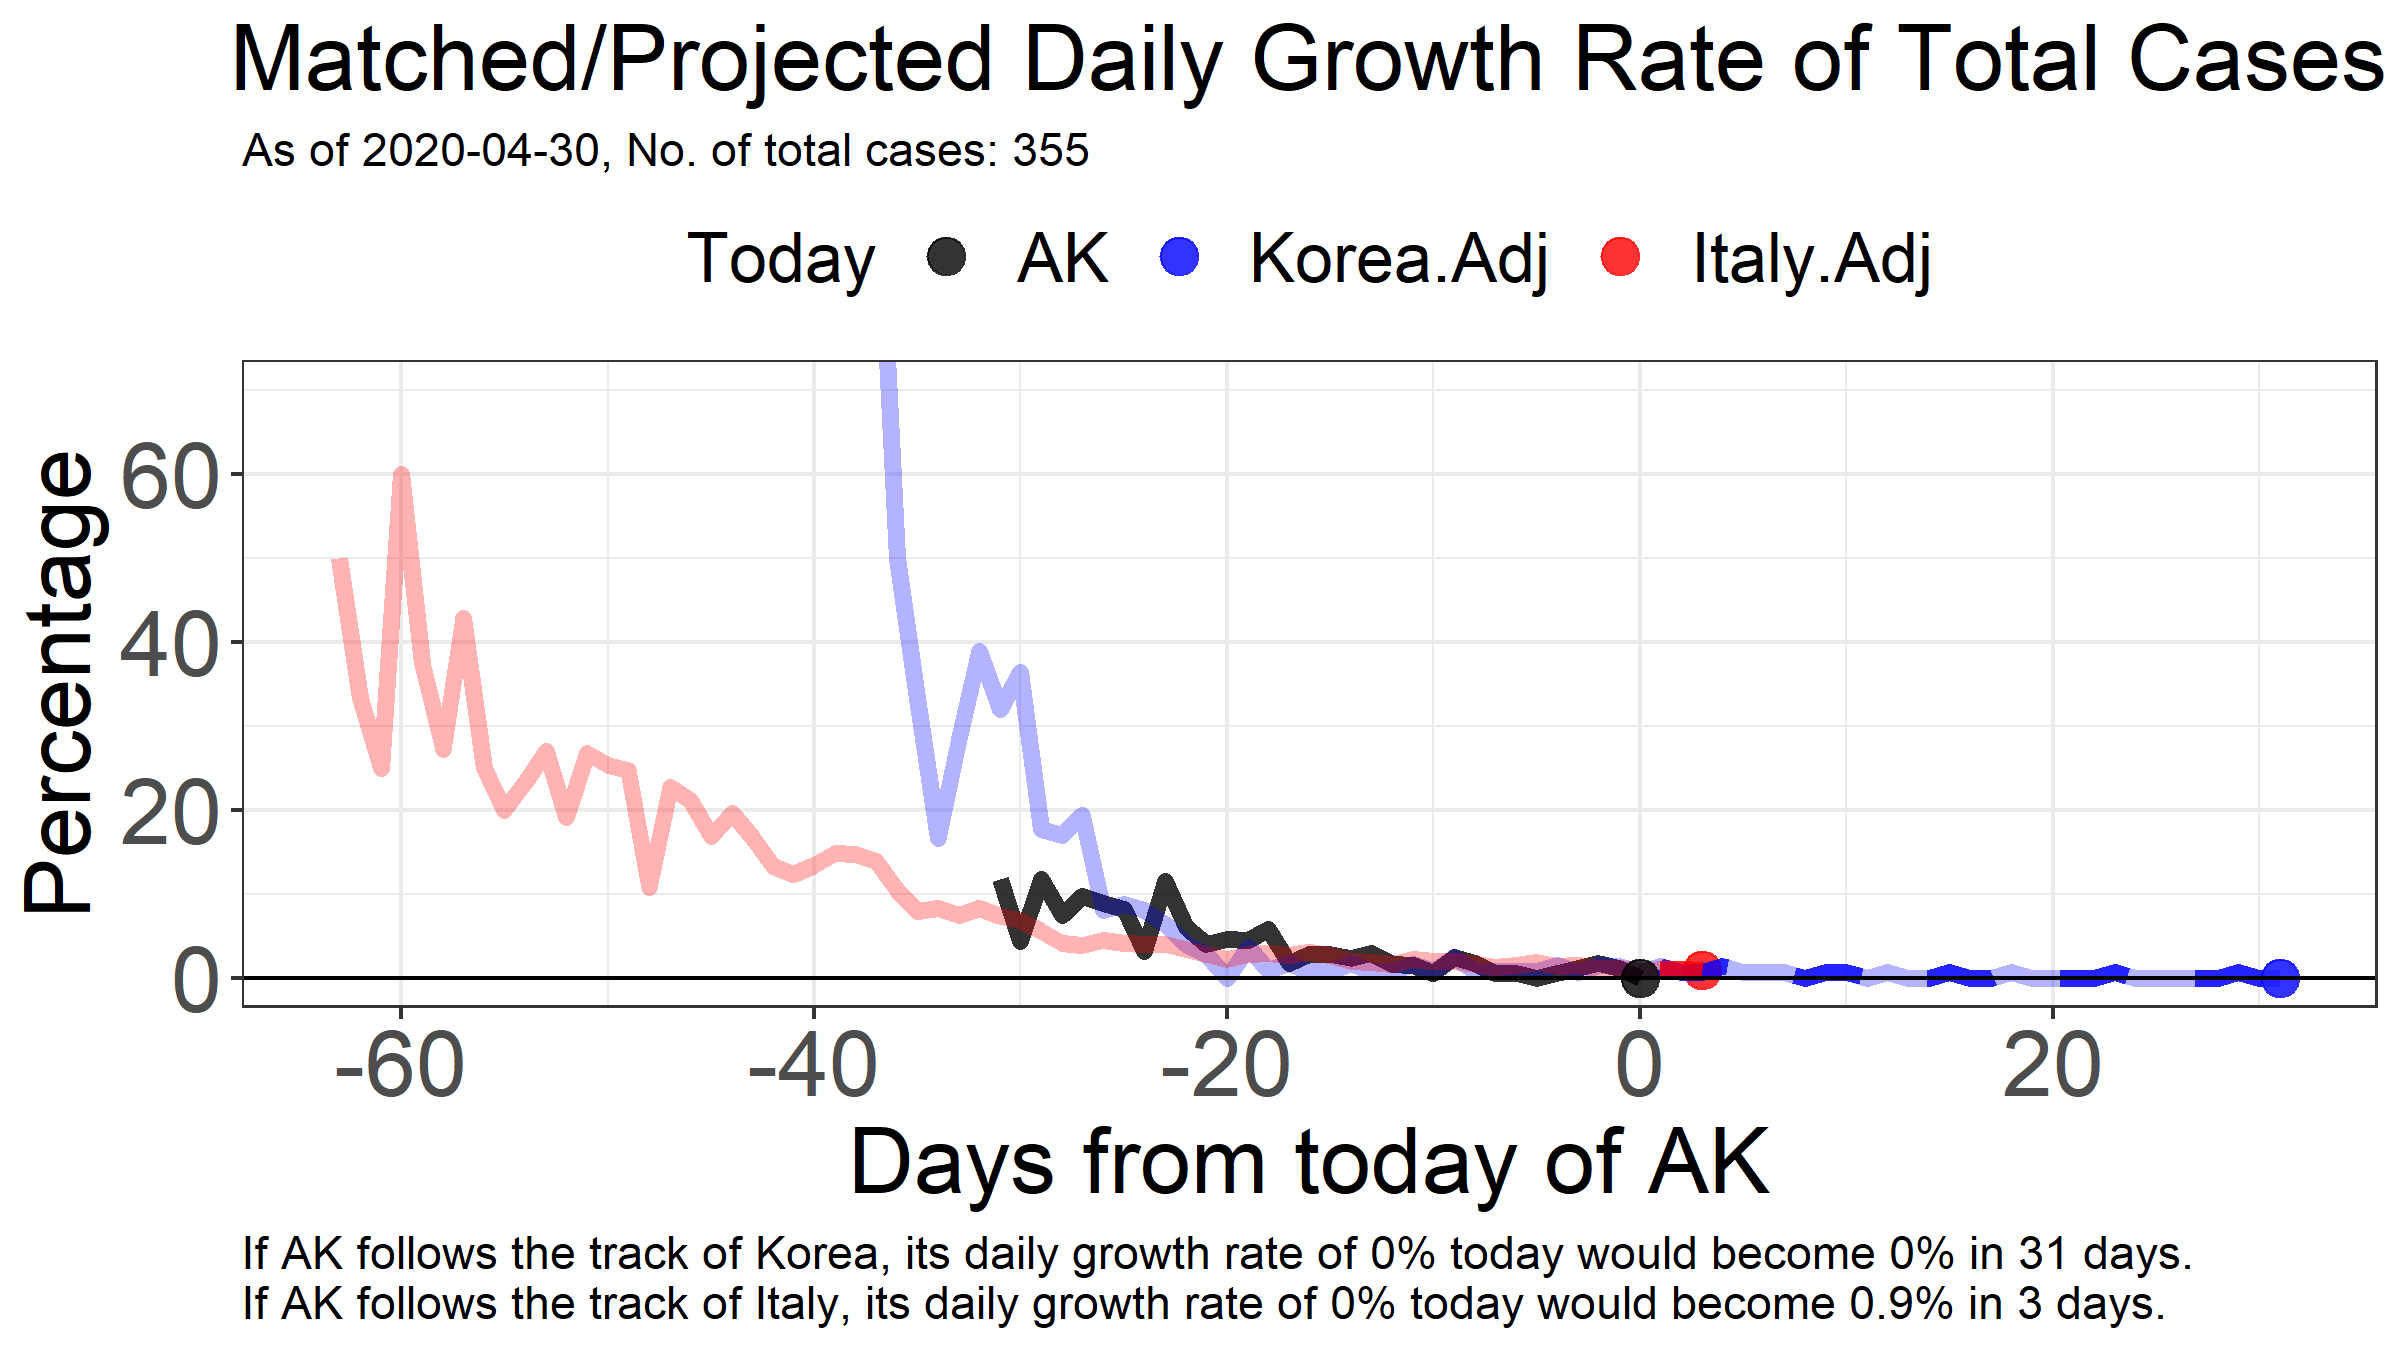 Matched/Projected Daily Growth Rate of Total Cases
As of 2020-04-30, No. of total cases: 355
Today AK Korea.Adj Italy.Adj
Percentage
60
40
20
0
-60 -40 -20 0 20
Days from today of AK
If AK follows the track of Korea, its daily growth rate of 0% today would become 0% in 31 days.
If AK follows the track of Italy, its daily growth rate of 0% today would become 0.9% in 3 days.